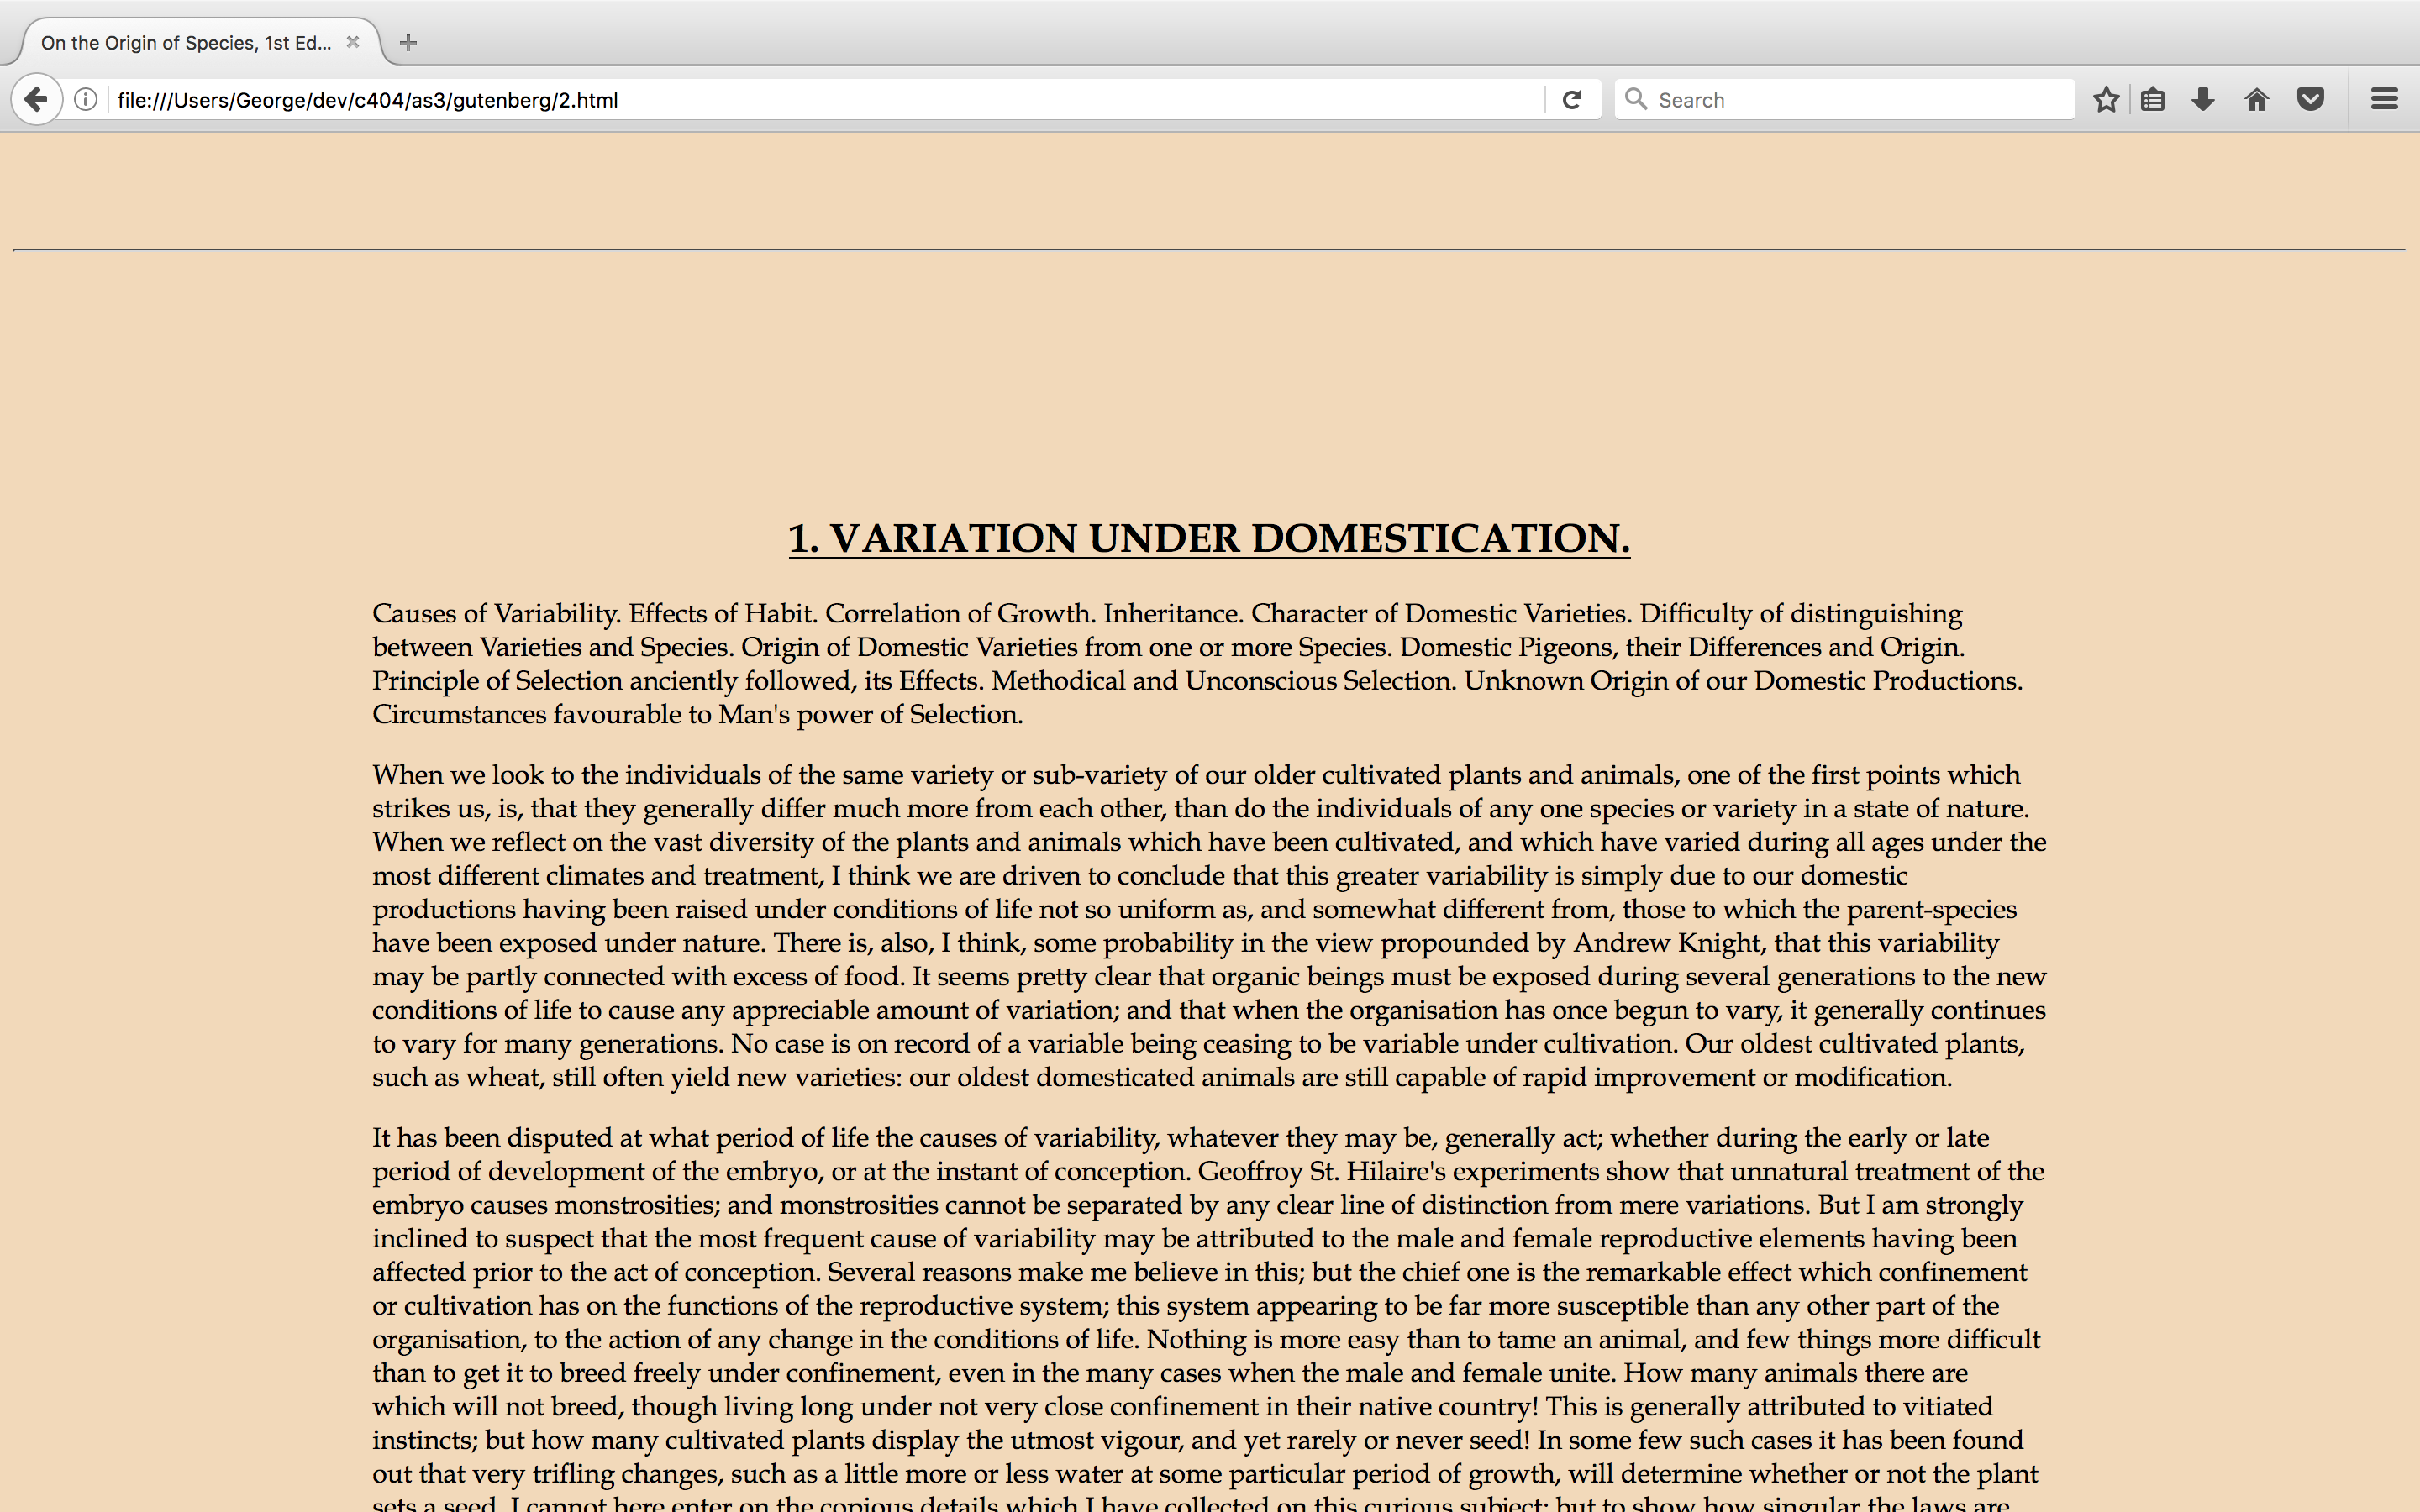 On the Origin of Species, 1st Ed...
file:///Users/George/dev/c404/as3/gutenberg/2.html
Search
1. VARIATION UNDER DOMESTICATION.
Causes of Variability. Effects of Habit. Correlation of Growth. Inheritance. Character of Domestic Varieties. Difficulty of distinguishing
between Varieties and Species. Origin of Domestic Varieties from one or more Species. Domestic Pigeons, their Differences and Origin.
Principle of Selection anciently followed, its Effects. Methodical and Unconscious Selection. Unknown Origin of our Domestic Productions.
Circumstances favourable to Man's power of Selection.
When we look to the individuals of the same variety or sub-variety of our older cultivated plants and animals, one of the first points which
strikes us, is, that they generally differ much more from each other, than do the individuals of any one species or variety in a state of nature.
When we reflect on the vast diversity of the plants and animals which have been cultivated, and which have varied during all ages under the
most different climates and treatment, I think we are driven to conclude that this greater variability is simply due to our domestic
productions having been raised under conditions of life not so uniform as, and somewhat different from, those to which the parent-species
have been exposed under nature. There is, also, I think, some probability in the view propounded by Andrew Knight, that this variability
may be partly connected with excess of food. It seems pretty clear that organic beings must be exposed during several generations to the new
conditions of life to cause any appreciable amount of variation; and that when the organisation has once begun to vary, it generally continues
to vary for many generations. No case is on record of a variable being ceasing to be variable under cultivation. Our oldest cultivated plants,
such as wheat, still often yield new varieties: our oldest domesticated animals are still capable of rapid improvement or modification.
It has been disputed at what period of life the causes of variability, whatever they may be, generally act; whether during the early or late
period of development of the embryo, or at the instant of conception. Geoffroy St. Hilaire's experiments show that unnatural treatment of the
embryo causes monstrosities; and monstrosities cannot be separated by any clear line of distinction from mere variations. But I am strongly
inclined to suspect that the most frequent cause of variability may be attributed to the male and female reproductive elements having been
affected prior to the act of conception. Several reasons make me believe in this; but the chief one is the remarkable effect which confinement
or cultivation has on the functions of the reproductive system; this system appearing to be far more susceptible than any other part of the
organisation, to the action of any change in the conditions of life. Nothing is more easy than to tame an animal, and few things more difficult
than to get it to breed freely under confinement, even in the many cases when the male and female unite. How many animals there are
which will not breed, though living long under not very close confinement in their native country! This is generally attributed to vitiated
instincts; but how many cultivated plants display the utmost vigour, and yet rarely or never seed! In some few such cases it has been found
out that very trifling changes, such as a little more or less water at some particular period of growth, will determine whether or not the plant
sets a seed. I cannot here enter on the copious details which I have collected on this curious subject; but to show how singular the laws are